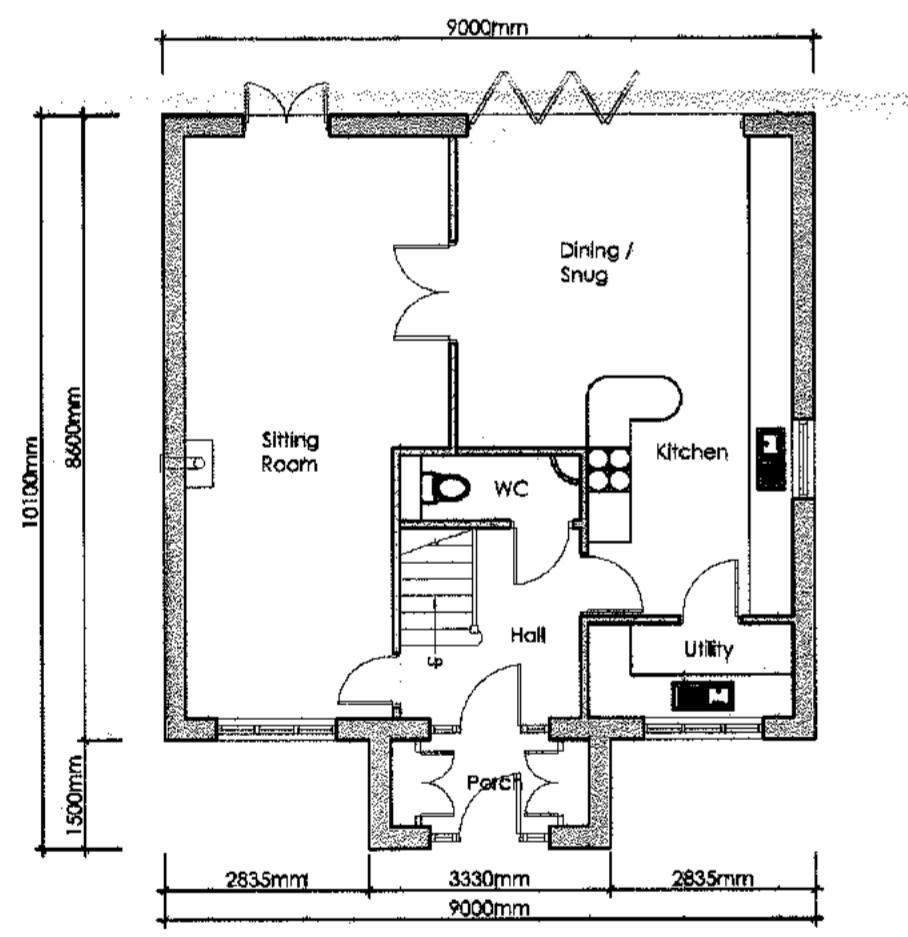 9000mm
Dining /
Snug
10100mm
8600mm
Sitting
Room
Kitchen
WC
Hall
Up
Utility
1500mm
Porch
2835mm
3330mm
2835mm
9000mm